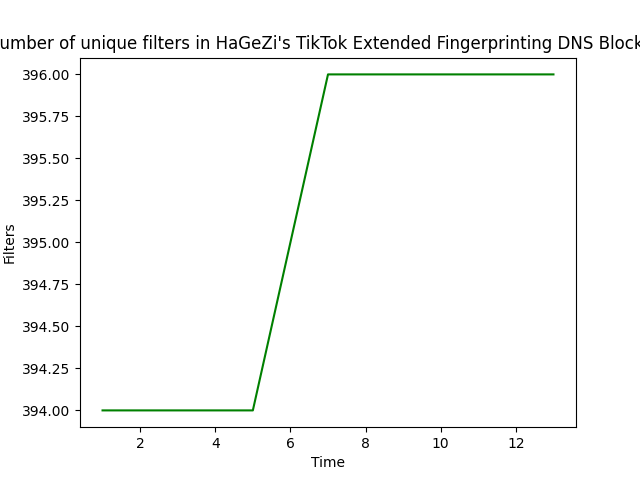 umber of unique filters in HaGeZi's TikTok Extended Fingerprinting DNS Block
396.00
395.75
395.50
395.25
395.00
394.75
394.50
394.25
394.00
Filters
2 4 6 8 10 12
Time